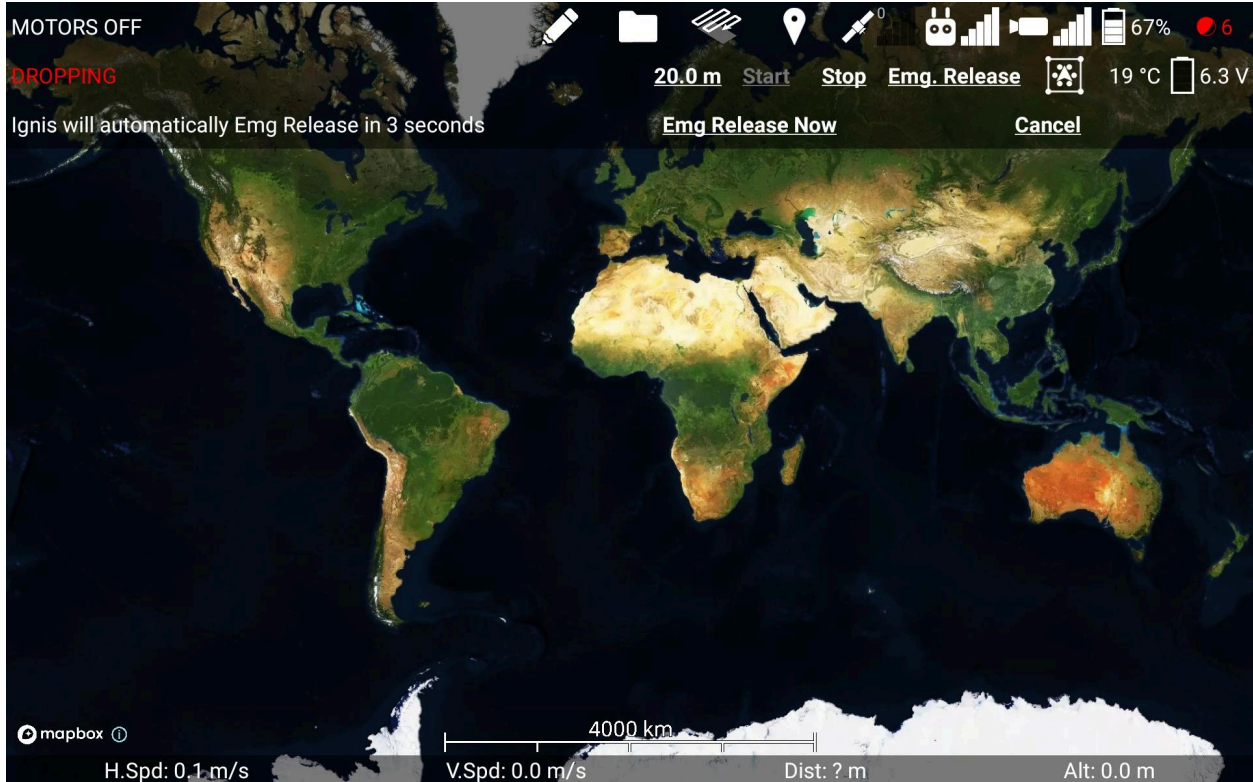 MOTORS OFF
0
67%
6
DROPPING
20.0 m Start Stop Emg. Release
19 °C 6.3 V
Ignis will automatically Emg Release in 3 seconds
Emg Release Now
Cancel
4000 km
mapbox
H.Spd: 0.1 m/s
V.Spd: 0.0 m/s
Dist: ? m
Alt: 0.0 m